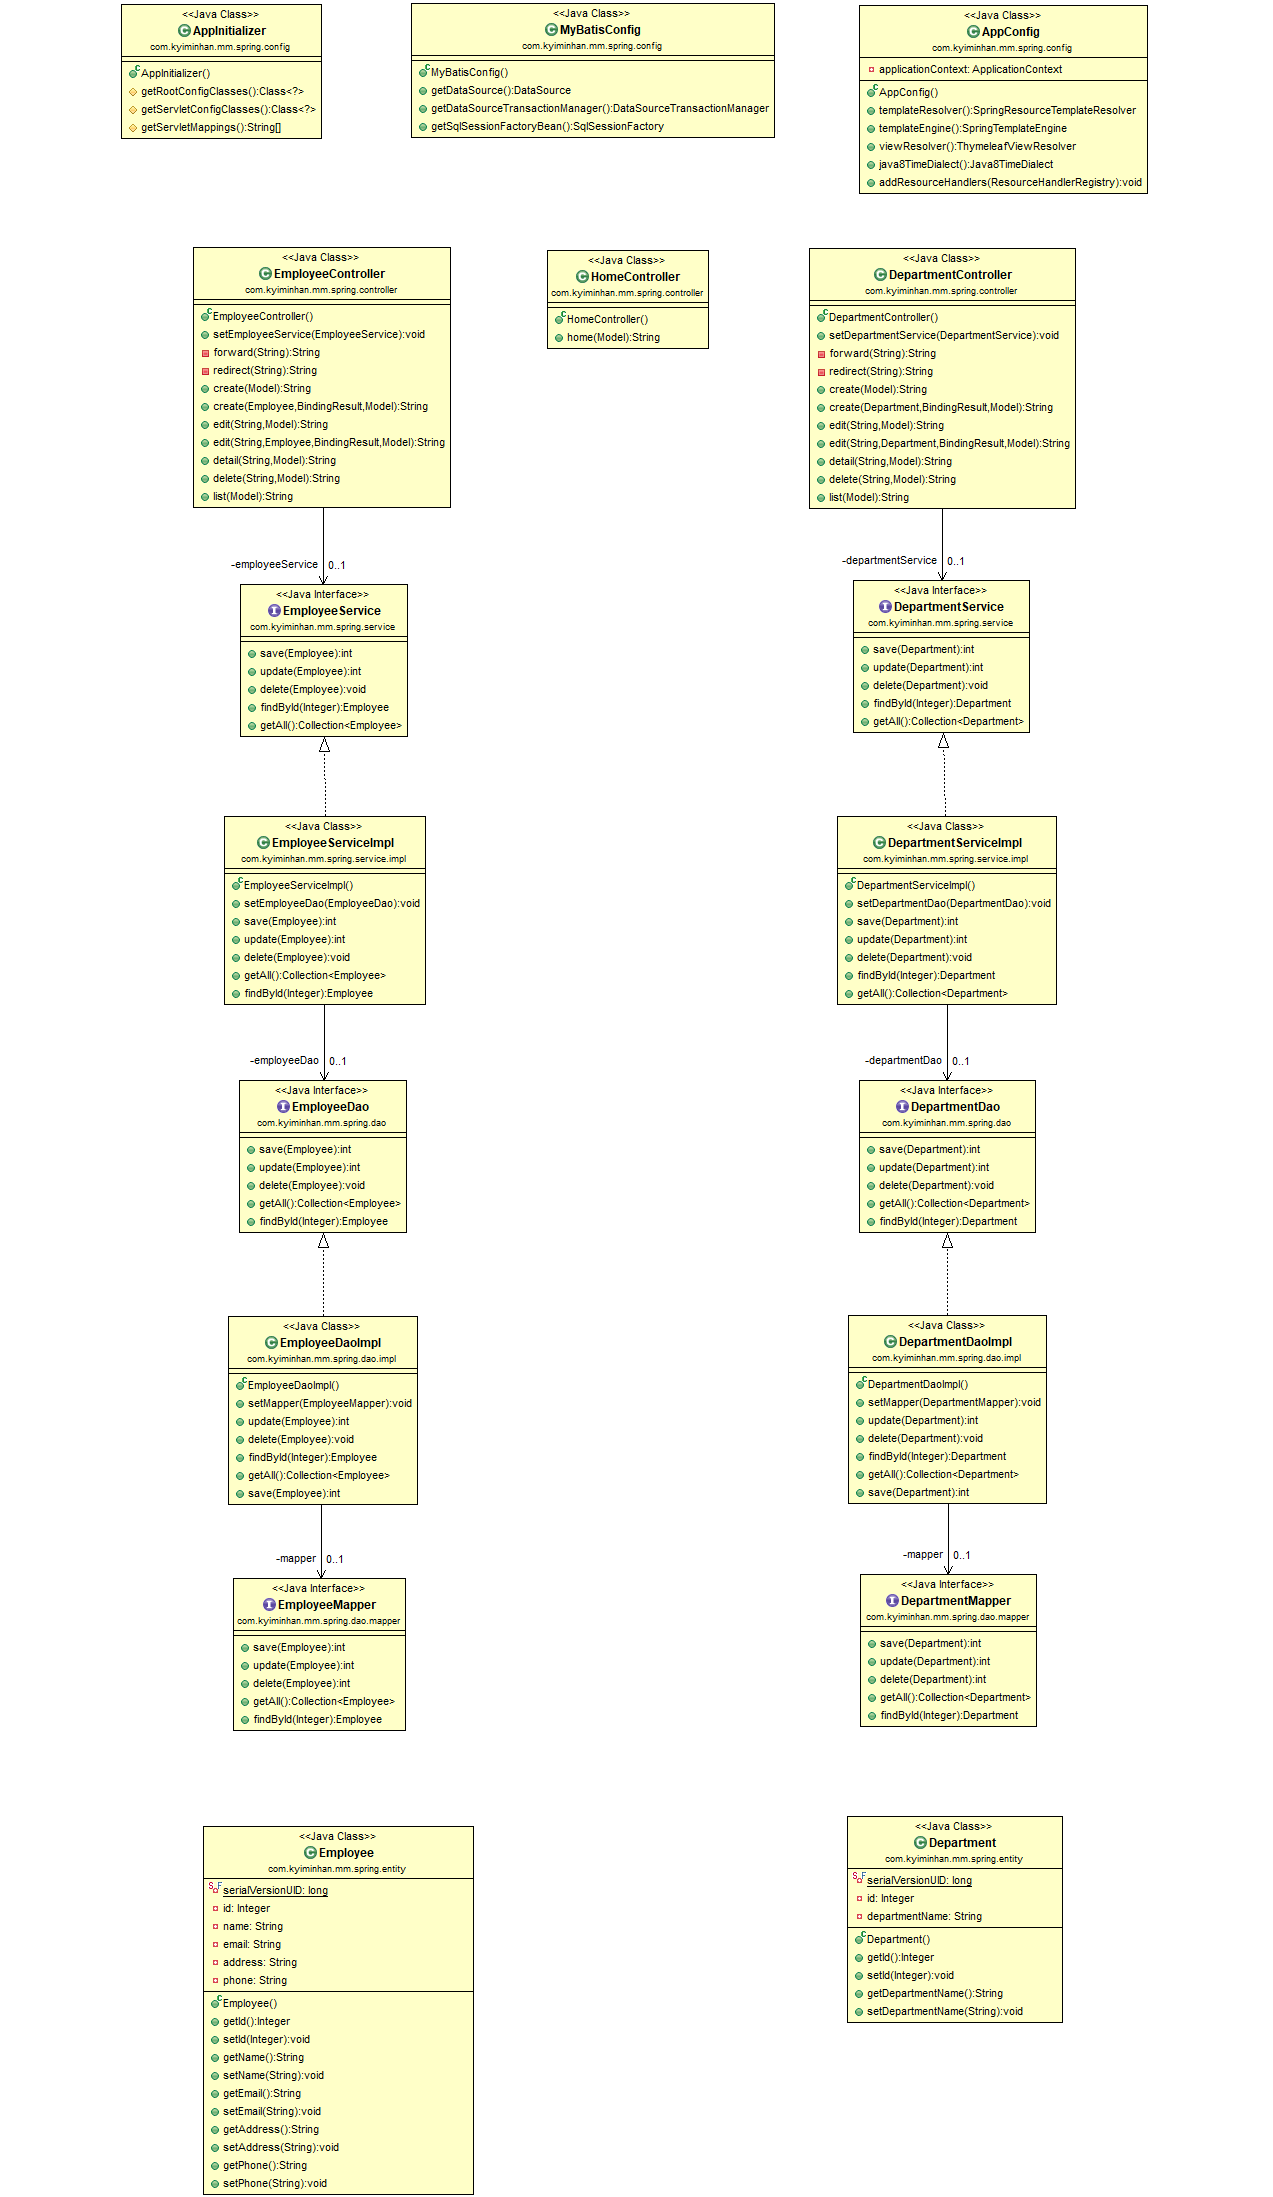 <<Java Class>>
AppInitializer
com.kyiminhan.mm.spring.config
AppInitializer()
getRootConfigClasses():Class<?>
getServletConfigClasses():Class<?>
getServletMappings():String[]
<<Java Class>>
MyBatisConfig
com.kyiminhan.mm.spring.config
MyBatisConfig()
getDataSource():DataSource
getDataSourceTransactionManager():DataSourceTransactionManager
getSqlSessionFactoryBean():SqlSessionFactory
<<Java Class>>
AppConfig
com.kyiminhan.mm.spring.config
applicationContext: ApplicationContext
AppConfig()
templateResolver():SpringResourceTemplateResolver
templateEngine():SpringTemplateEngine
viewResolver():ThymeleafViewResolver
java8TimeDialect():Java8TimeDialect
addResourceHandlers(ResourceHandlerRegistry):void
<<Java Class>>
EmployeeController
com.kyiminhan.mm.spring.controller
EmployeeController()
setEmployeeService(EmployeeService):void
forward(String):String
redirect(String):String
create(Model):String
create(Employee,BindingResult,Model):String
edit(String,Model):String
edit(String,Employee,BindingResult,Model):String
detail(String,Model):String
delete(String,Model):String
list(Model):String
<<Java Class>>
HomeController
com.kyiminhan.mm.spring.controller
HomeController()
home(Model):String
<<Java Class>>
DepartmentController
com.kyiminhan.mm.spring.controller
DepartmentController()
setDepartmentService(DepartmentService):void
forward(String):String
redirect(String):String
create(Model):String
create(Department,BindingResult,Model):String
edit(String,Model):String
edit(String,Department,BindingResult,Model):String
detail(String,Model):String
delete(String,Model):String
list(Model):String
-employeeService 0..1
<<Java Interface>>
EmployeeService
com.kyiminhan.mm.spring.service
save(Employee):int
update(Employee):int
delete(Employee):void
findById(Integer):Employee
getAll():Collection<Employee>
-departmentService 0..1
<<Java Interface>>
DepartmentService
com.kyiminhan.mm.spring.service
save(Department):int
update(Department):int
delete(Department):void
findById(Integer):Department
getAll():Collection<Department>
<<Java Class>>
EmployeeServiceImpl
com.kyiminhan.mm.spring.service.impl
EmployeeServiceImpl()
setEmployeeDao(EmployeeDao):void
save(Employee):int
update(Employee):int
delete(Employee):void
getAll():Collection<Employee>
findById(Integer):Employee
<<Java Class>>
DepartmentServiceImpl
com.kyiminhan.mm.spring.service.impl
DepartmentServiceImpl()
setDepartmentDao(DepartmentDao):void
save(Department):int
update(Department):int
delete(Department):void
findById(Integer):Department
getAll():Collection<Department>
-employeeDao 0..1
<<Java Interface>>
EmployeeDao
com.kyiminhan.mm.spring.dao
save(Employee):int
update(Employee):int
delete(Employee):void
getAll():Collection<Employee>
findById(Integer):Employee
-departmentDao 0..1
<<Java Interface>>
DepartmentDao
com.kyiminhan.mm.spring.dao
save(Department):int
update(Department):int
delete(Department):void
getAll():Collection<Department>
findById(Integer):Department
<<Java Class>>
EmployeeDaoImpl
com.kyiminhan.mm.spring.dao.impl
EmployeeDaoImpl()
setMapper(EmployeeMapper):void
update(Employee):int
delete(Employee):void
findById(Integer):Employee
getAll():Collection<Employee>
save(Employee):int
<<Java Class>>
DepartmentDaoImpl
com.kyiminhan.mm.spring.dao.impl
DepartmentDaoImpl()
setMapper(DepartmentMapper):void
update(Department):int
delete(Department):void
findById(Integer):Department
getAll():Collection<Department>
save(Department):int
-mapper 0..1
<<Java Interface>>
EmployeeMapper
com.kyiminhan.mm.spring.dao.mapper
save(Employee):int
update(Employee):int
delete(Employee):int
getAll():Collection<Employee>
findById(Integer):Employee
-mapper 0..1
<<Java Interface>>
DepartmentMapper
com.kyiminhan.mm.spring.dao.mapper
save(Department):int
update(Department):int
delete(Department):int
getAll():Collection<Department>
findById(Integer):Department
<<Java Class>>
Employee
com.kyiminhan.mm.spring.entity
serialVersionUID: long
id: Integer
name: String
email: String
address: String
phone: String
Employee()
getId():Integer
setId(Integer):void
getName():String
setName(String):void
getEmail():String
setEmail(String):void
getAddress():String
setAddress(String):void
getPhone():String
setPhone(String):void
<<Java Class>>
Department
com.kyiminhan.mm.spring.entity
serialVersionUID: long
id: Integer
departmentName: String
Department()
getId():Integer
setId(Integer):void
getDepartmentName():String
setDepartmentName(String):void